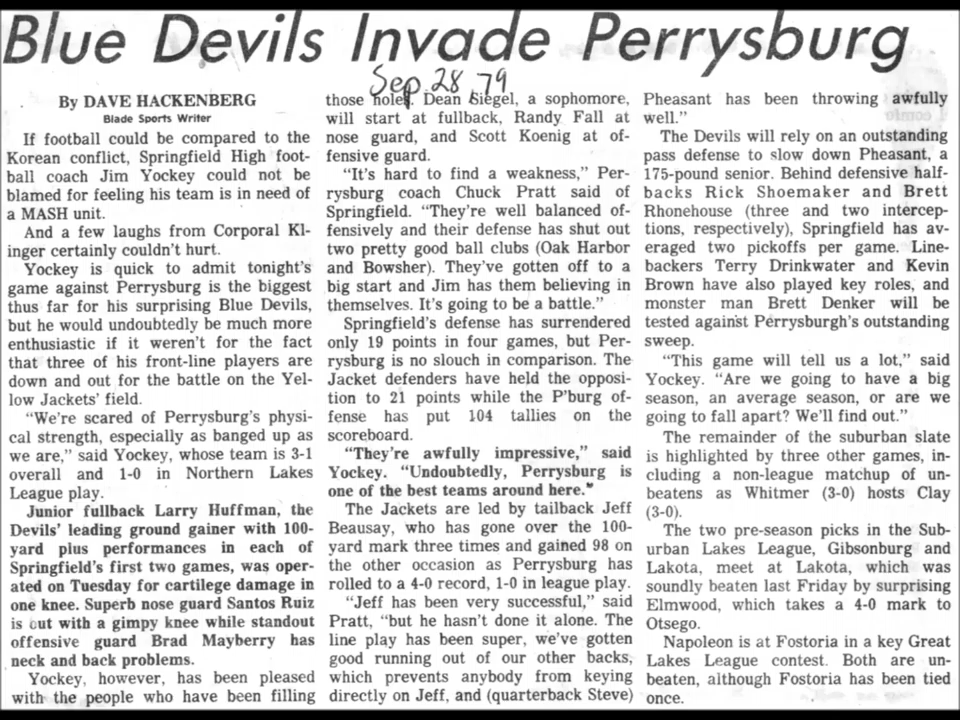 Blue Devils Invade Perrysburg
Sep. 28, 79
By DAVE HACKENBERG
Blade Sports Writer
If football could be compared to the
Korean conflict, Springfield High foot-
ball coach Jim Yockey could not be
blamed for feeling his team is in need of
a MASH unit.
And a few laughs from Corporal Kl-
inger certainly couldn't hurt.
Yockey is quick to admit tonight's
game against Perrysburg is the biggest
thus far for his surprising Blue Devils,
but he would undoubtedly be much more
enthusiastic if it weren't for the fact
that three of his front-line players are
down and out for the battle on the Yel-
low Jackets' field.
"We're scared of Perrysburg's physi-
cal strength, especially as banged up as
we are," said Yockey, whose team is 3-1
overall and 1-0 in Northern Lakes
League play.
Junior fullback Larry Huffman, the
Devils' leading ground gainer with 100-
yard plus performances in each of
Springfield's first two games, was oper-
ated on Tuesday for cartilege damage in
one knee. Superb nose guard Santos Ruiz
is out with a gimpy knee while standout
offensive guard Brad Mayberry has
neck and back problems.
Yockey, however, has been pleased
with the people who have been filling
those holes. Dean Siegel, a sophomore,
will start at fullback, Randy Fall at
nose guard, and Scott Koenig at of-
fensive guard.
"It's hard to find a weakness," Per-
rysburg coach Chuck Pratt said of
Springfield. "They're well balanced of-
fensively and their defense has shut out
two pretty good ball clubs (Oak Harbor
and Bowsher). They've gotten off to a
big start and Jim has them believing in
themselves. It's going to be a battle."
Springfield's defense has surrendered
only 19 points in four games, but Per-
rysburg is no slouch in comparison. The
Jacket defenders have held the opposi-
tion to 21 points while the P'burg of-
fense has put 104 tallies on the
scoreboard.
"They're awfully impressive," said
Yockey. "Undoubtedly, Perrysburg is
one of the best teams around here."
The Jackets are led by tailback Jeff
Beausay, who has gone over the 100-
yard mark three times and gained 98 on
the other occasion as Perrysburg has
rolled to a 4-0 record, 1-0 in league play.
"Jeff has been very successful," said
Pratt, "but he hasn't done it alone. The
line play has been super, we've gotten
good running out of our other backs,
which prevents anybody from keying
directly on Jeff, and (quarterback Steve)
Pheasant has been throwing awfully
well."
The Devils will rely on an outstanding
pass defense to slow down Pheasant, a
175-pound senior. Behind defensive half-
backs Rick Shoemaker and Brett
Rhonehouse (three and two intercep-
tions, respectively), Springfield has av-
eraged two pickoffs per game. Line-
backers Terry Drinkwater and Kevin
Brown have also played key roles, and
monster man Brett Denker will be
tested against Perrysburgh's outstanding
sweep.
"This game will tell us a lot," said
Yockey. "Are we going to have a big
season, an average season, or are we
going to fall apart? We'll find out."
The remainder of the suburban slate
is highlighted by three other games, in-
cluding a non-league matchup of un-
beatens as Whitmer (3-0) hosts Clay
(3-0).
The two pre-season picks in the Sub-
urban Lakes League, Gibsonburg and
Lakota, meet at Lakota, which was
soundly beaten last Friday by surprising
Elmwood, which takes a 4-0 mark to
Otsego.
Napoleon is at Fostoria in a key Great
Lakes League contest. Both are un-
beaten, although Fostoria has been tied
once.